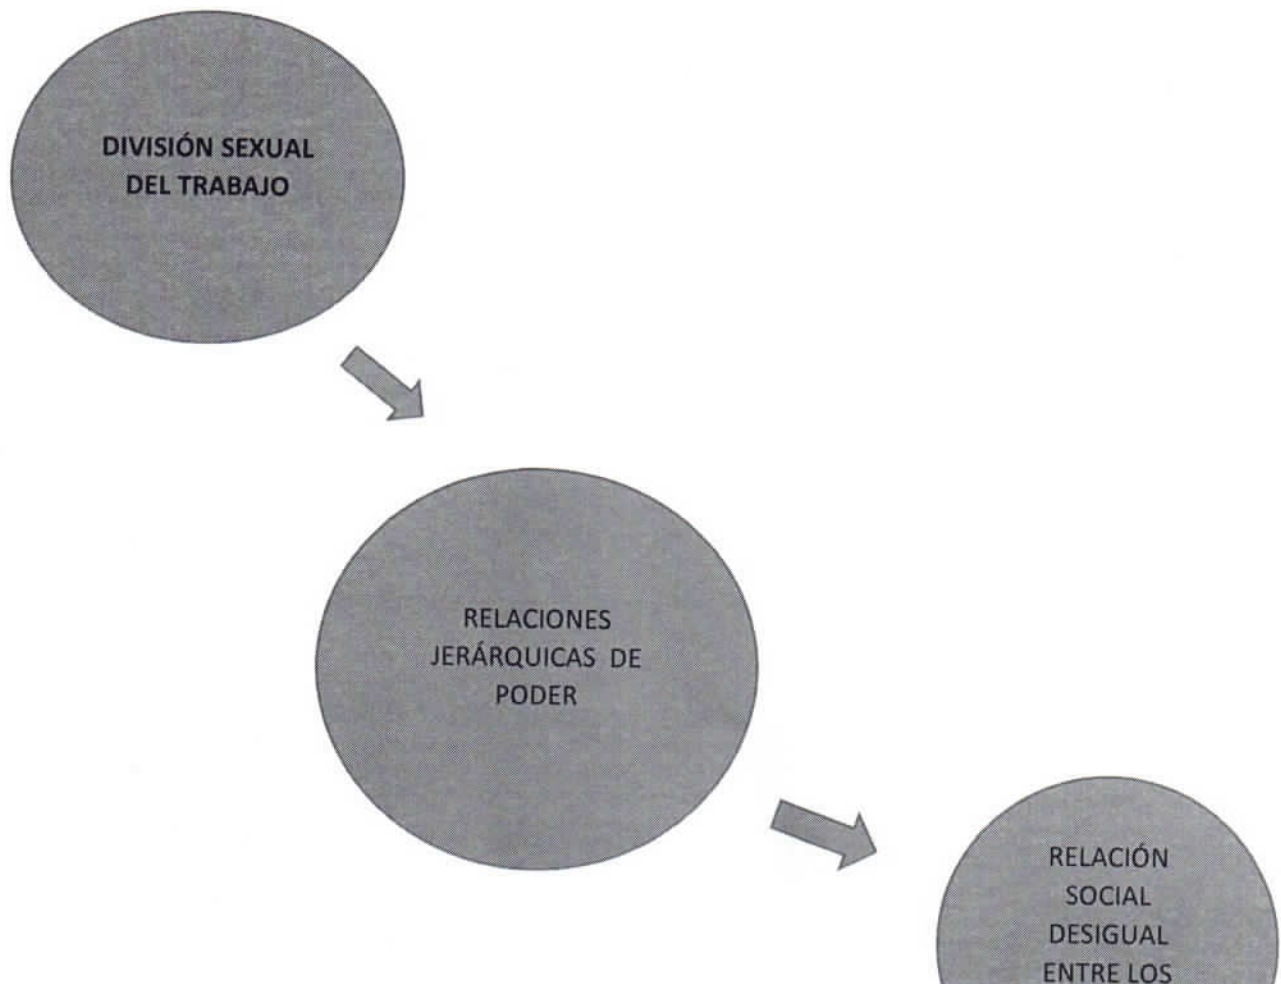 DIVISIÓN SEXUAL
DEL TRABAJO
RELACIONES
JERÁRQUICAS DE
PODER
RELACIÓN
SOCIAL
DESIGUAL
ENTRE LOS